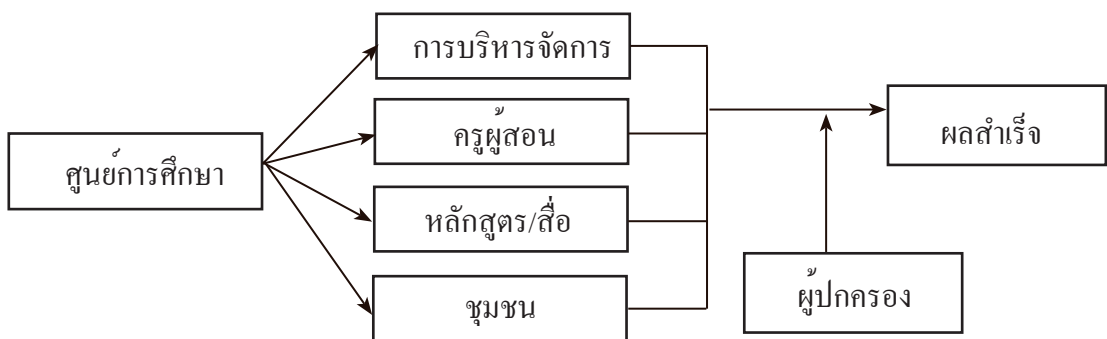 การบริหารจัดการ
ครูผู้สอน
ศูนย์การศึกษา
หลักสูตร/สื่อ
ชุมชน
ผลสำเร็จ
ผู้ปกครอง